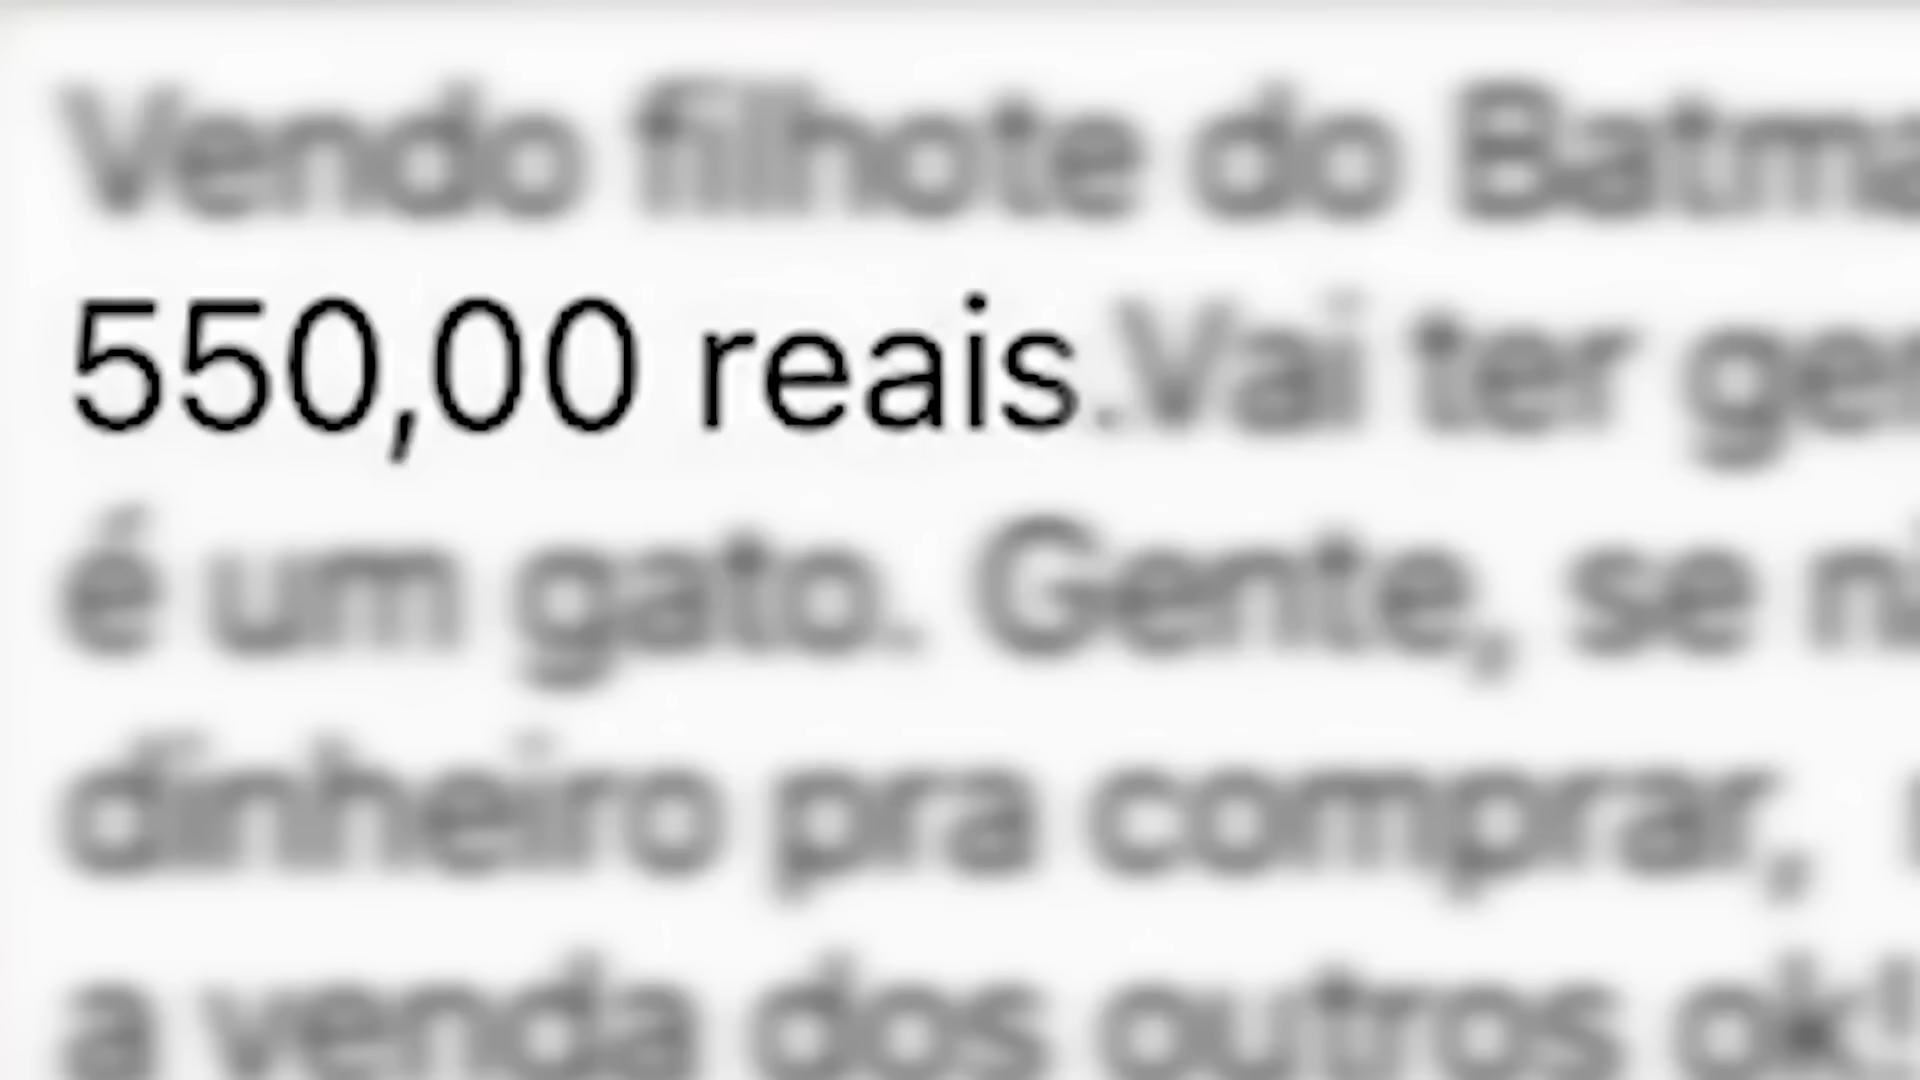 Vendo filhote do Batma
550,00 reais.Vai ter ger
é um gato. Gente, se
dinheiro pra comprar,
a venda dos outros ok!